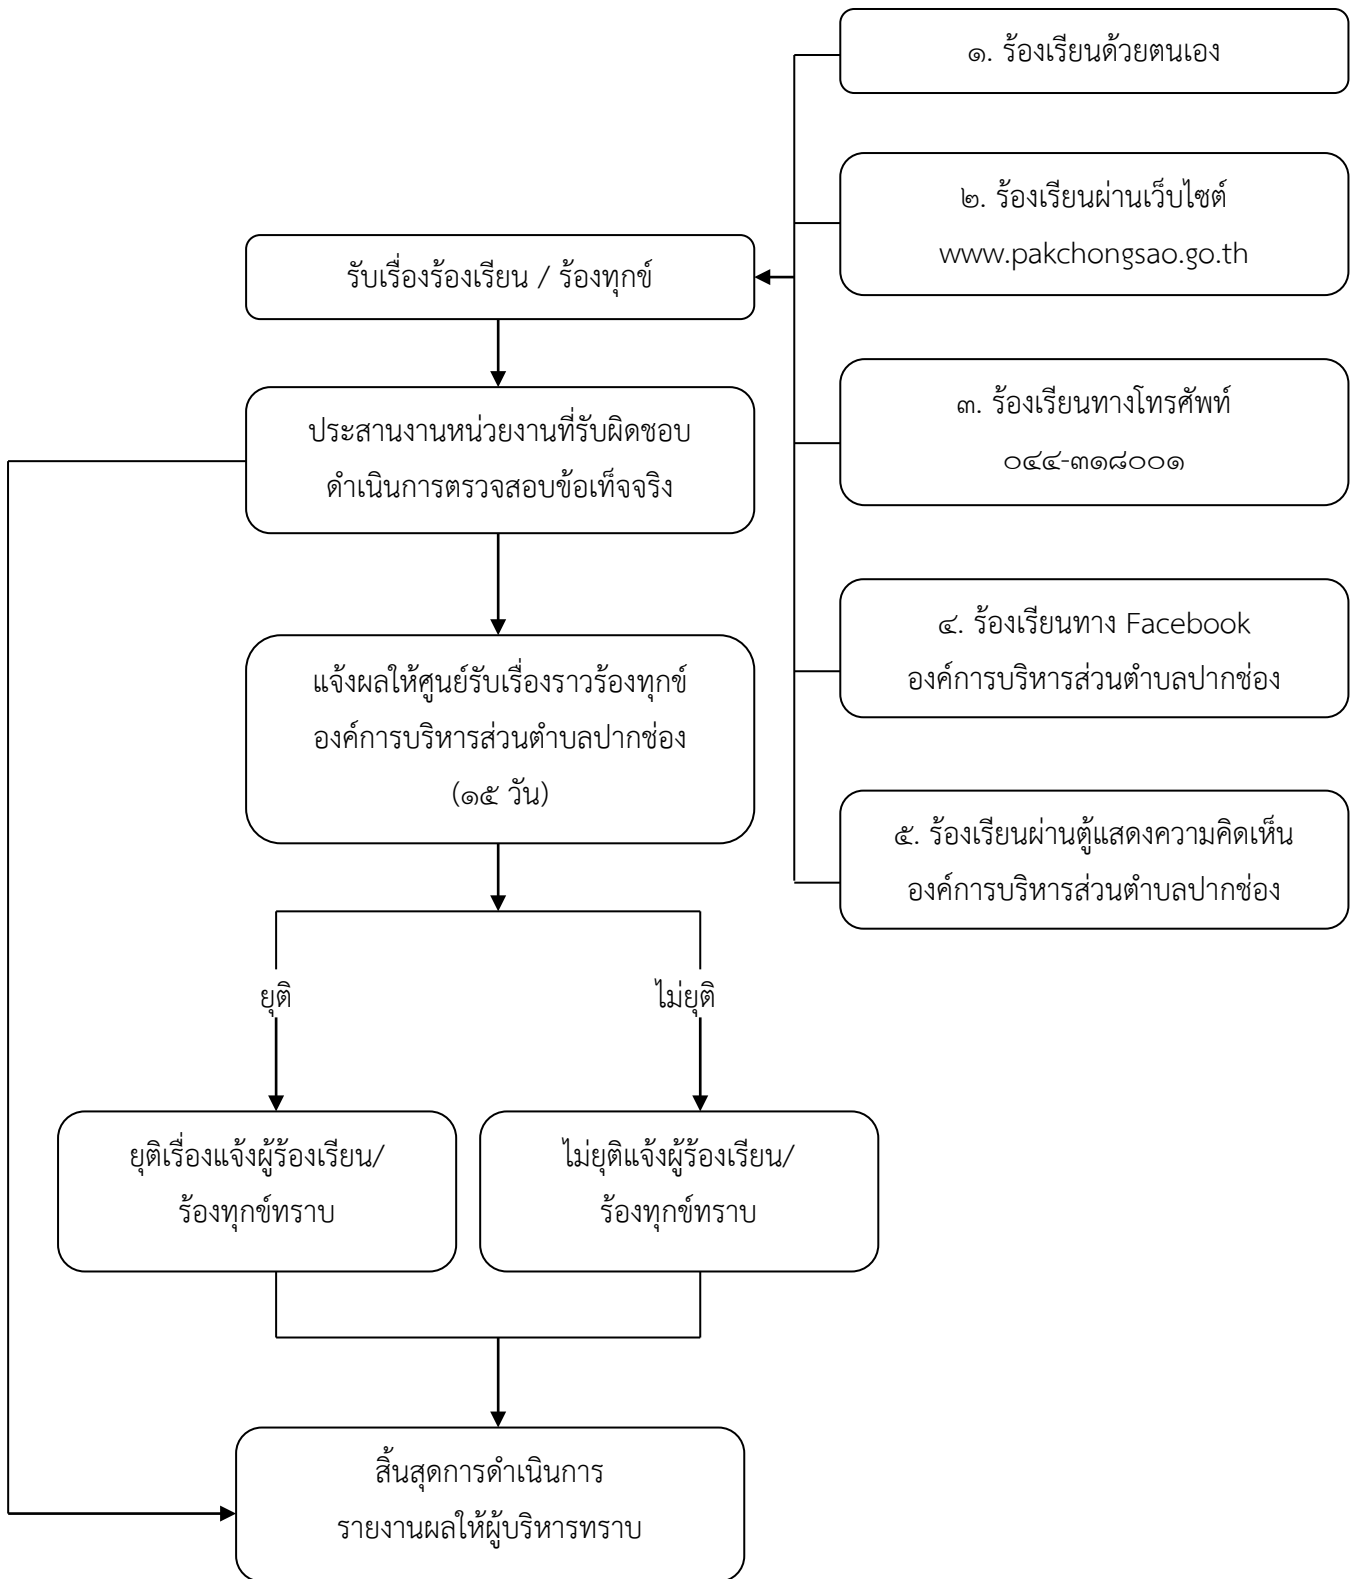 ๑. ร้องเรียนด้วยตนเอง
๒. ร้องเรียนผ่านเว็บไซต์
www.pakchongsao.go.th
รับเรื่องร้องเรียน / ร้องทุกข์
๓. ร้องเรียนทางโทรศัพท์
๐๔๔-๓๑๘๐๐๑
ประสานงานหน่วยงานที่รับผิดชอบ
ดำเนินการตรวจสอบข้อเท็จจริง
๔. ร้องเรียนทาง Facebook
องค์การบริหารส่วนตำบลปากช่อง
แจ้งผลให้ศูนย์รับเรื่องราวร้องทุกข์
องค์การบริหารส่วนตำบลปากช่อง
(๑๕ วัน)
๕. ร้องเรียนผ่านตู้แสดงความคิดเห็น
องค์การบริหารส่วนตำบลปากช่อง
ยุติ
ไม่ยุติ
ยุติเรื่องแจ้งผู้ร้องเรียน/
ร้องทุกข์ทราบ
ไม่ยุติแจ้งผู้ร้องเรียน/
ร้องทุกข์ทราบ
สิ้นสุดการดำเนินการ
รายงานผลให้ผู้บริหารทราบ